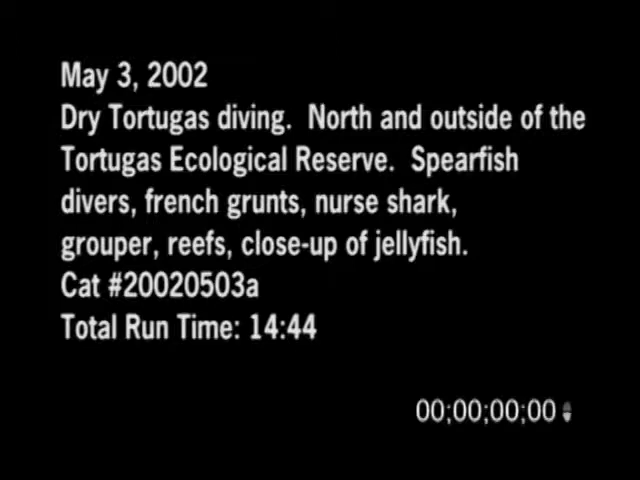 May 3, 2002
Dry Tortugas diving.  North and outside of the
Tortugas Ecological Reserve.  Spearfish
divers, french grunts, nurse shark,
grouper, reefs, close-up of jellyfish.
Cat #20020503a
Total Run Time: 14:44
00;00;00;00